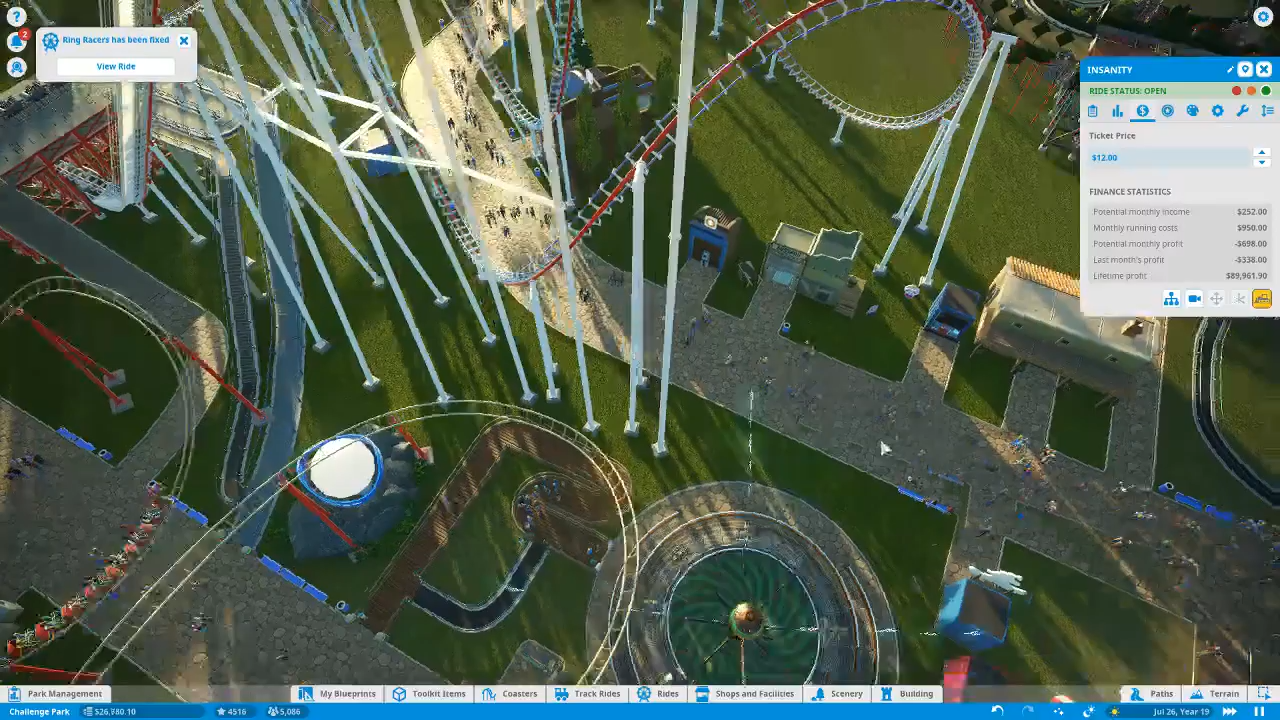 ?
2
Ring Racers has been fixed
View Ride
INSANITY
RIDE STATUS: OPEN
Ticket Price
$12.00
FINANCE STATISTICS
Potential monthly income $252.00
Monthly running costs $950.00
Potential monthly profit -$698.00
Last month's profit -$338.00
Lifetime profit $89,961.90
Park Management
My Blueprints
Toolkit Items
Coasters
Track Rides
Rides
Shops and Facilities
Scenery
Building
Paths
Terrain
Challenge Park
$26,780.10
4516
5,086
Jul 26, Year 19